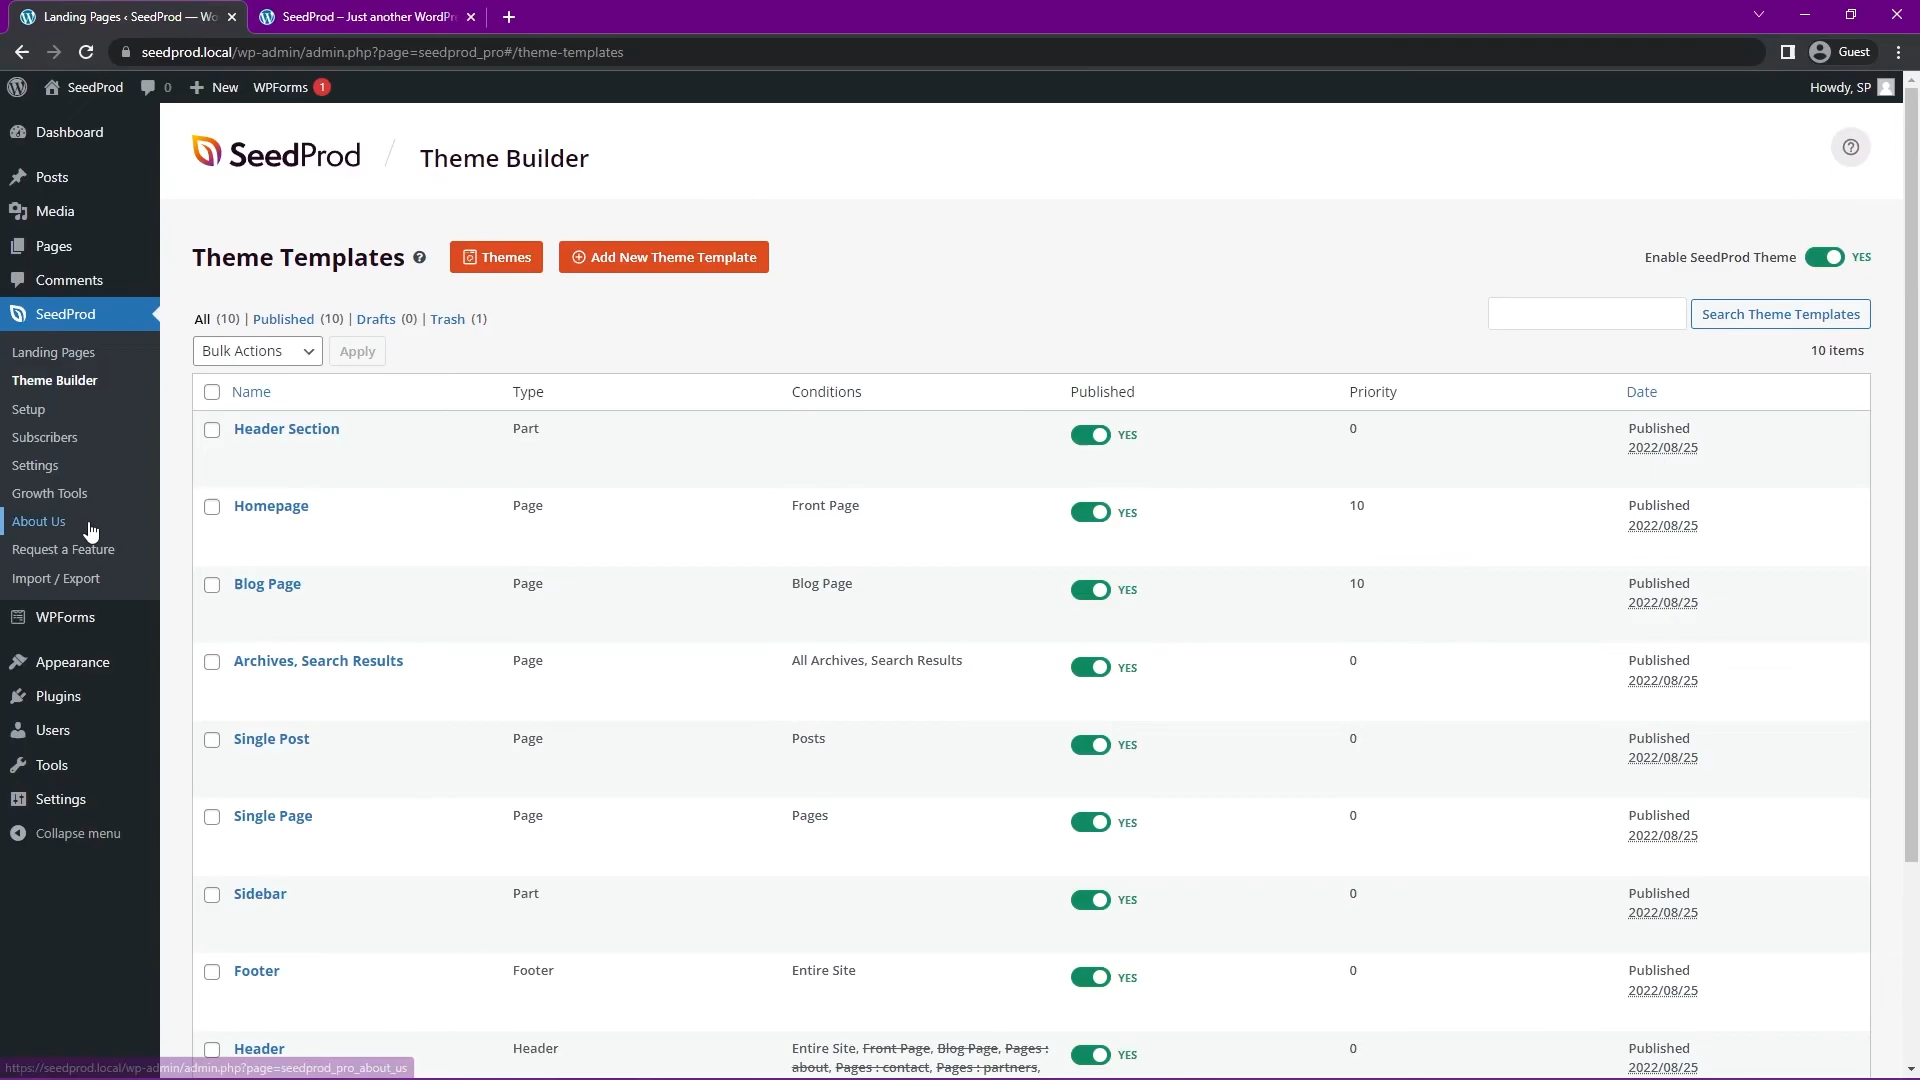 Landing Pages ‹ SeedProd — Wo
SeedProd – Just another WordPr
seedprod.local/wp-admin/admin.php?page=seedprod_pro#/theme-templates
Guest
SeedProd
0
New
WPForms
1
Howdy, SP
Dashboard
Posts
Media
Pages
Comments
SeedProd
Landing Pages
Theme Builder
Setup
Subscribers
Settings
Growth Tools
About Us
Request a Feature
Import / Export
WPForms
Appearance
Plugins
Users
Tools
Settings
Collapse menu
SeedProd / Theme Builder
Theme Templates
Themes
Add New Theme Template
Enable SeedProd Theme YES
All (10) | Published (10) | Drafts (0) | Trash (1)
Search Theme Templates
Bulk Actions
Apply
10 items
Name Type Conditions Published Priority Date
Header Section Part YES 0 Published
2022/08/25
Homepage Page Front Page YES 10 Published
2022/08/25
Blog Page Page Blog Page YES 10 Published
2022/08/25
Archives, Search Results Page All Archives, Search Results YES 0 Published
2022/08/25
Single Post Page Posts YES 0 Published
2022/08/25
Single Page Page Pages YES 0 Published
2022/08/25
Sidebar Part YES 0 Published
2022/08/25
Footer Footer Entire Site YES 0 Published
2022/08/25
Header Header Entire Site, Front Page, Blog Page, Pages : YES 0 Published
about, Pages : contact, Pages : partners, 2022/08/25
https://seedprod.local/wp-admin/admin.php?page=seedprod_pro_about_us